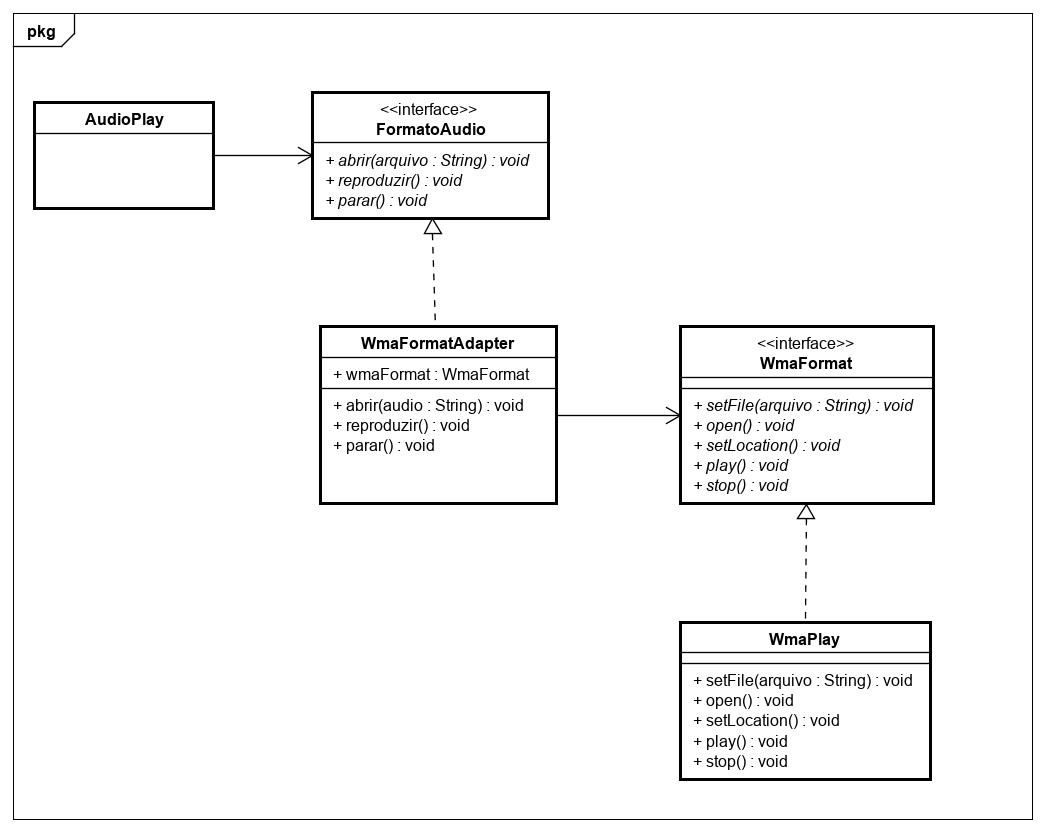 pkg
AudioPlay
<<interface>>
FormatoAudio
+ abrir(arquivo : String) : void
+ reproduzir() : void
+ parar() : void
WmaFormatAdapter
+ wmaFormat : WmaFormat
+ abrir(audio : String) : void
+ reproduzir() : void
+ parar() : void
<<interface>>
WmaFormat
+ setFile(arquivo : String) : void
+ open() : void
+ setLocation() : void
+ play() : void
+ stop() : void
WmaPlay
+ setFile(arquivo : String) : void
+ open() : void
+ setLocation() : void
+ play() : void
+ stop() : void